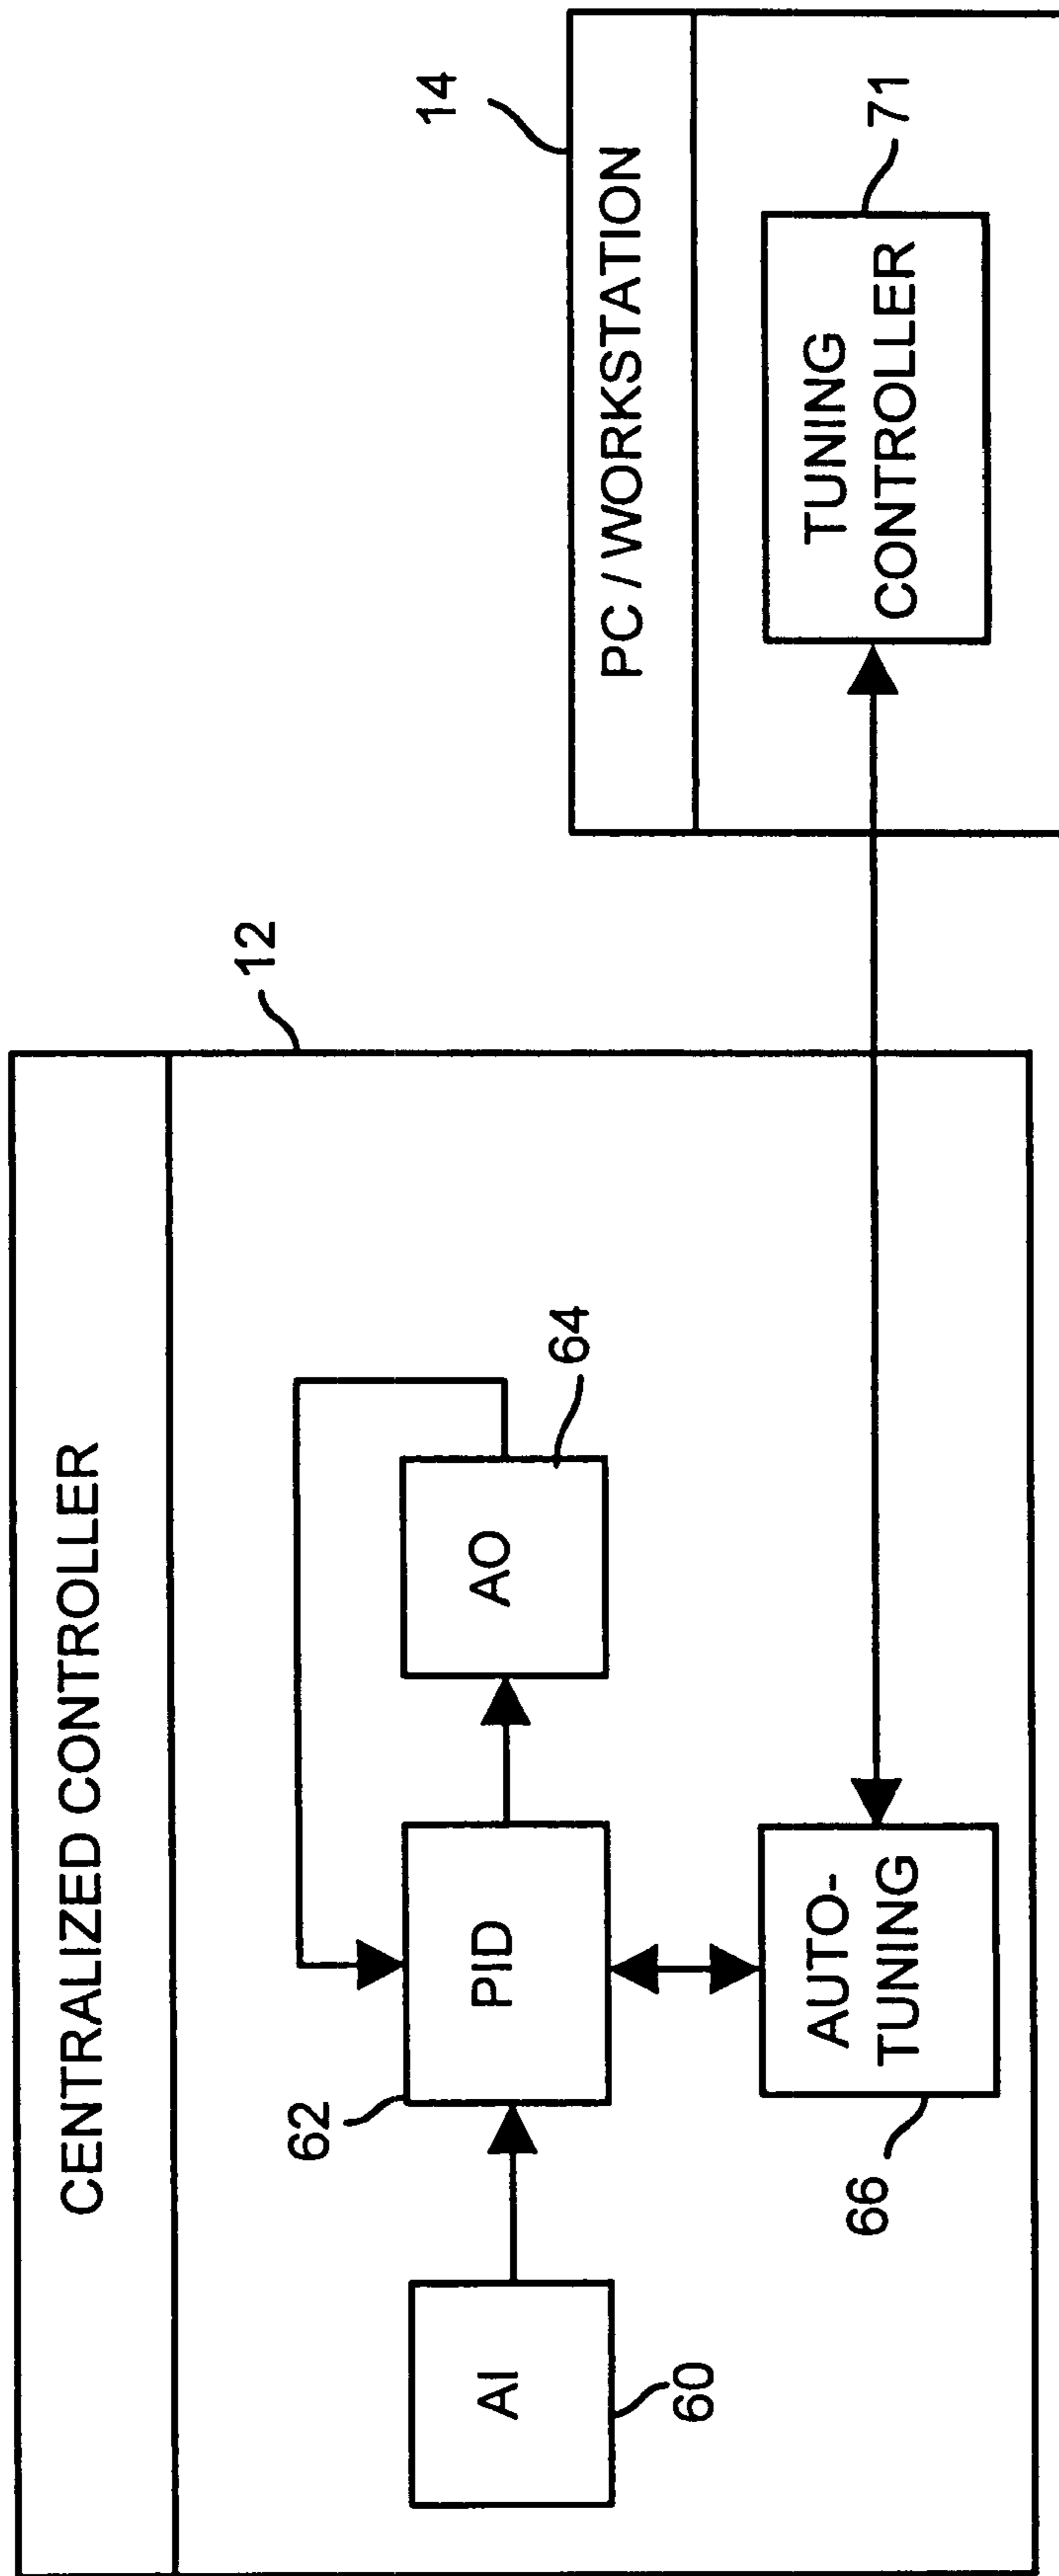 CENTRALIZED CONTROLLER
12
AI
60
PID
62
AO
64
AUTO-
TUNING
66
PC / WORKSTATION
14
TUNING
CONTROLLER
71